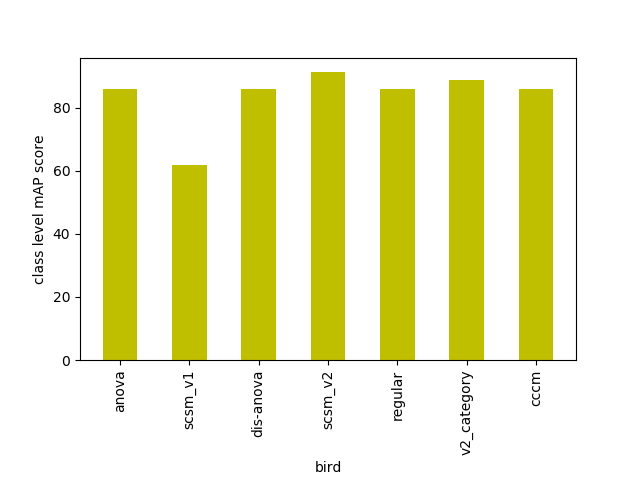 class level mAP score
80
60
40
20
0
anova
scsm_v1
dis-anova
scsm_v2
regular
v2_category
cccm
bird